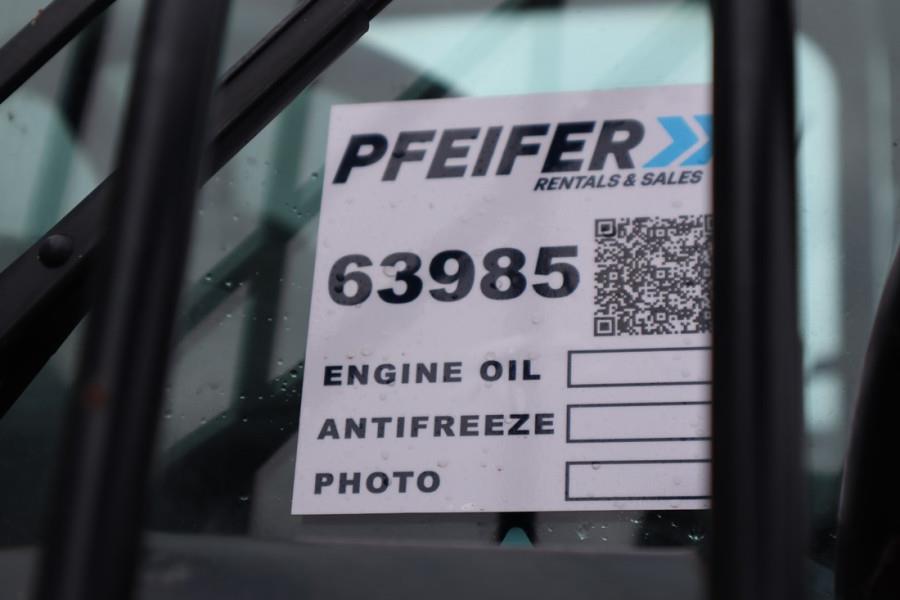 PFEIFER
RENTALS & SALES
63985
ENGINE OIL
ANTIFREEZE
PHOTO